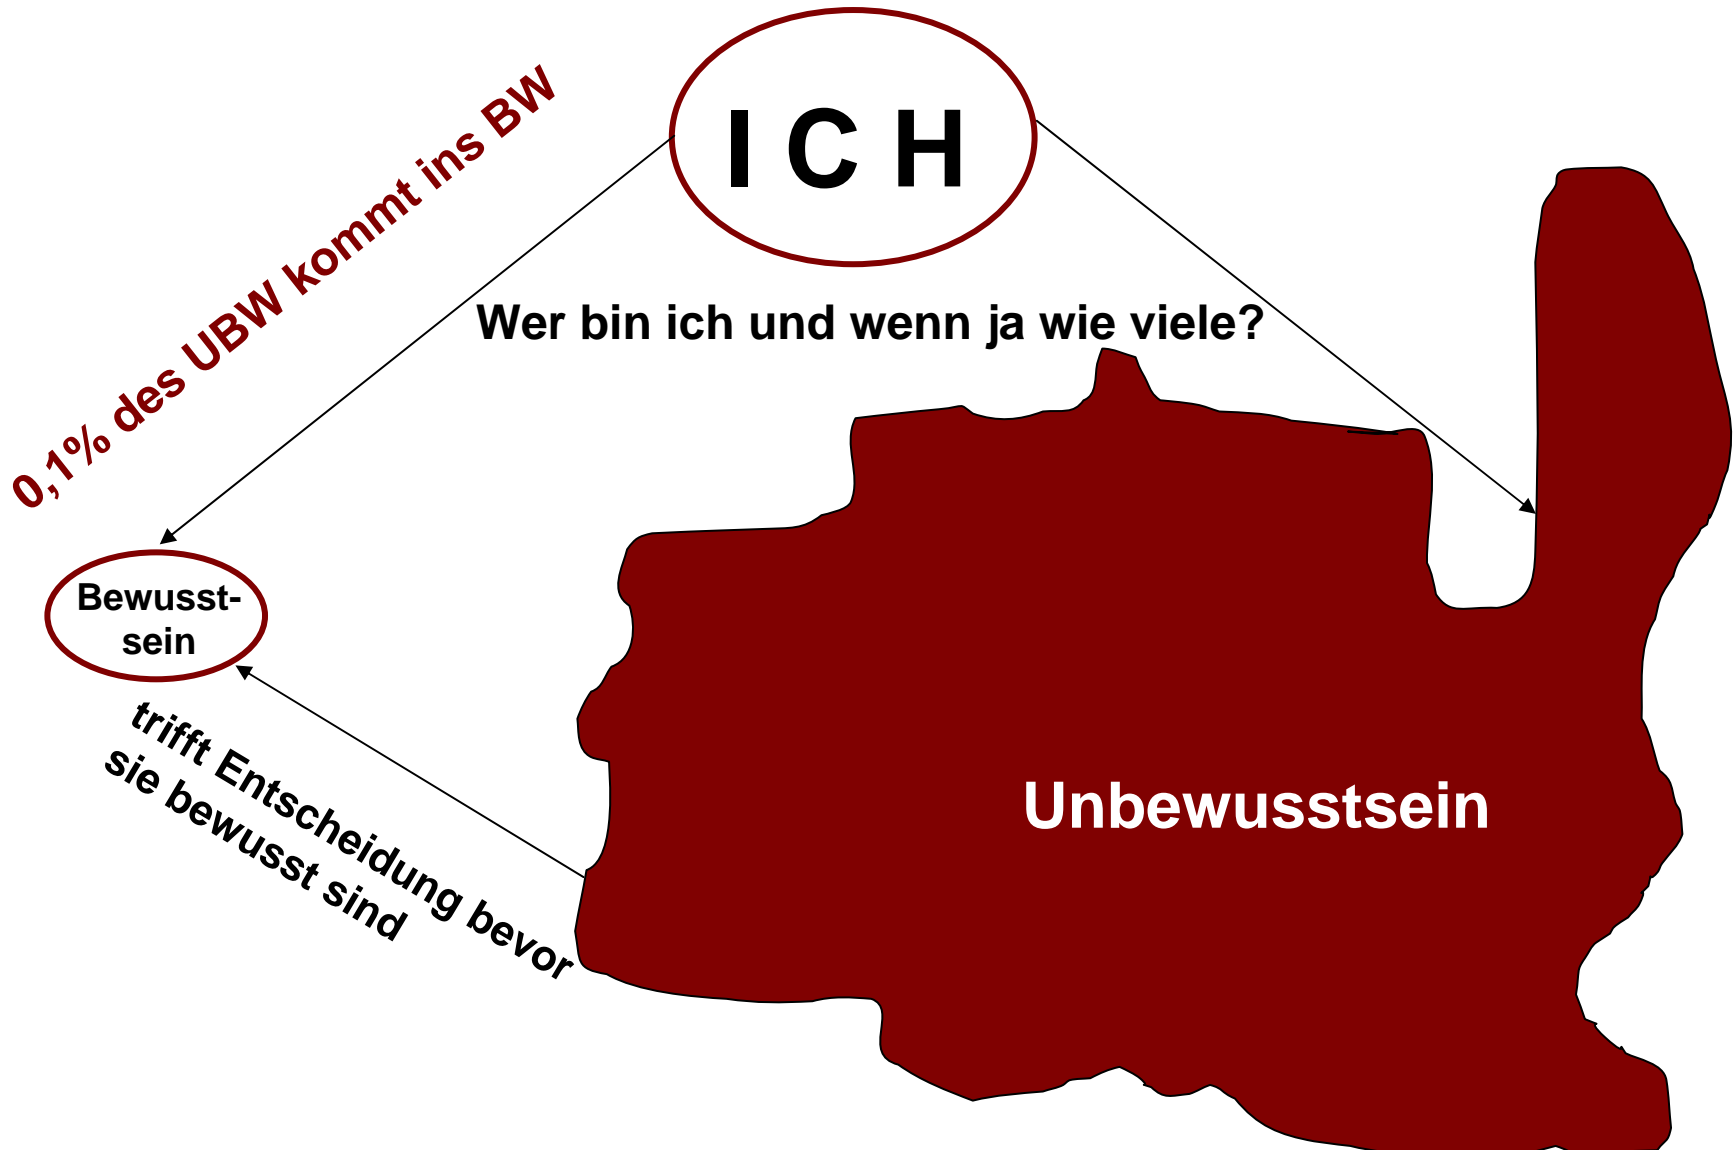 I C H
0,1% des UBW kommt ins BW
Wer bin ich und wenn ja wie viele?
Bewusst-
sein
trifft Entscheidung bevor
sie bewusst sind
Unbewusstsein